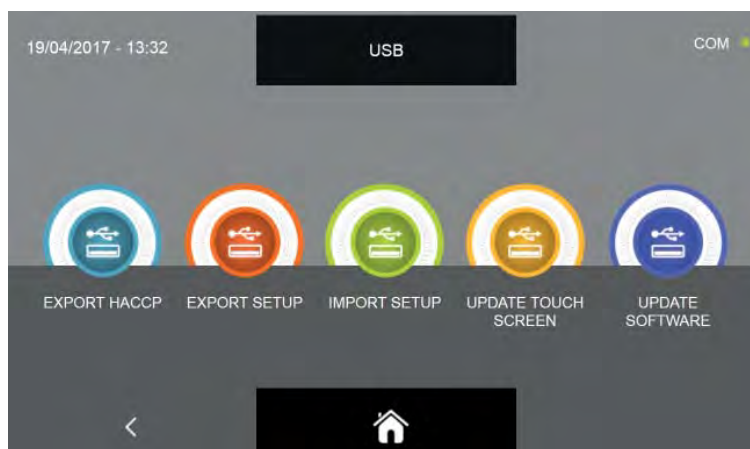 19/04/2017 - 13:32
USB
COM
EXPORT HACCP
EXPORT SETUP
IMPORT SETUP
UPDATE TOUCH
SCREEN
UPDATE
SOFTWARE